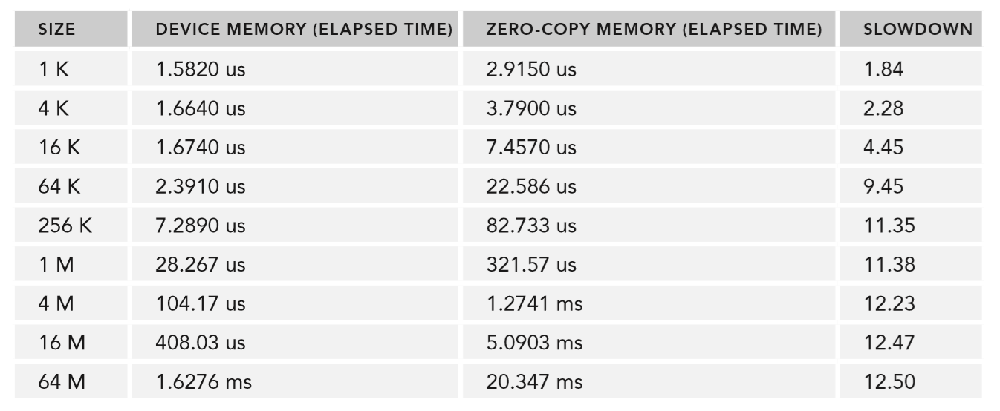 SIZE DEVICE MEMORY (ELAPSED TIME) ZERO-COPY MEMORY (ELAPSED TIME) SLOWDOWN
1 K 1.5820 us 2.9150 us 1.84
4 K 1.6640 us 3.7900 us 2.28
16 K 1.6740 us 7.4570 us 4.45
64 K 2.3910 us 22.586 us 9.45
256 K 7.2890 us 82.733 us 11.35
1 M 28.267 us 321.57 us 11.38
4 M 104.17 us 1.2741 ms 12.23
16 M 408.03 us 5.0903 ms 12.47
64 M 1.6276 ms 20.347 ms 12.50